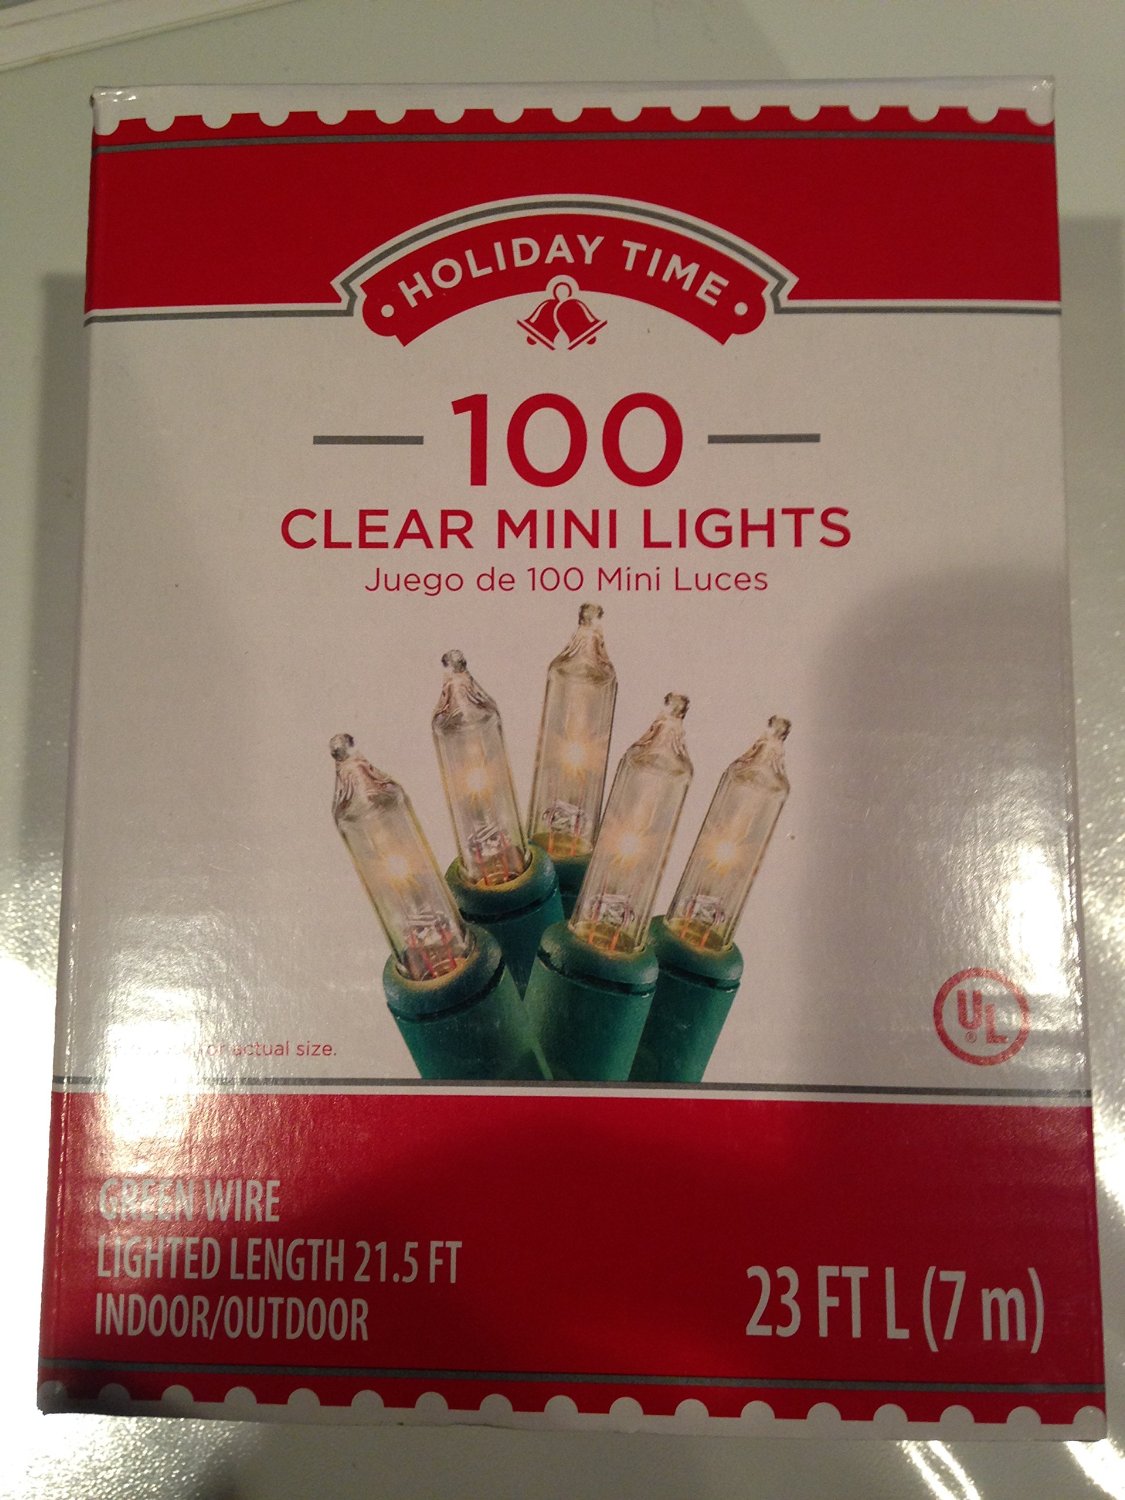 HOLIDAY TIME
100
CLEAR MINI LIGHTS
Juego de 100 Mini Luces
for actual size.
UL
®
GREEN WIRE
LIGHTED LENGTH 21.5 FT
INDOOR/OUTDOOR
23 FT L (7 m)